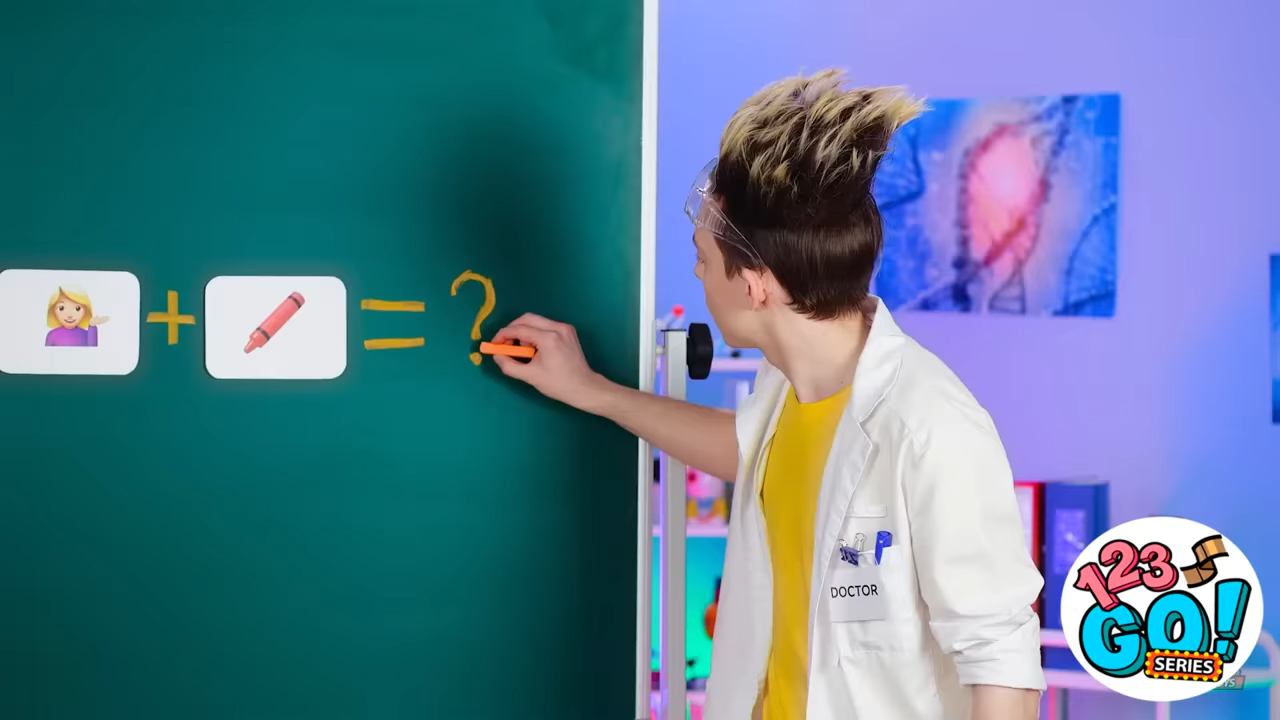 + = ?
DOCTOR
123
GO!
SERIES